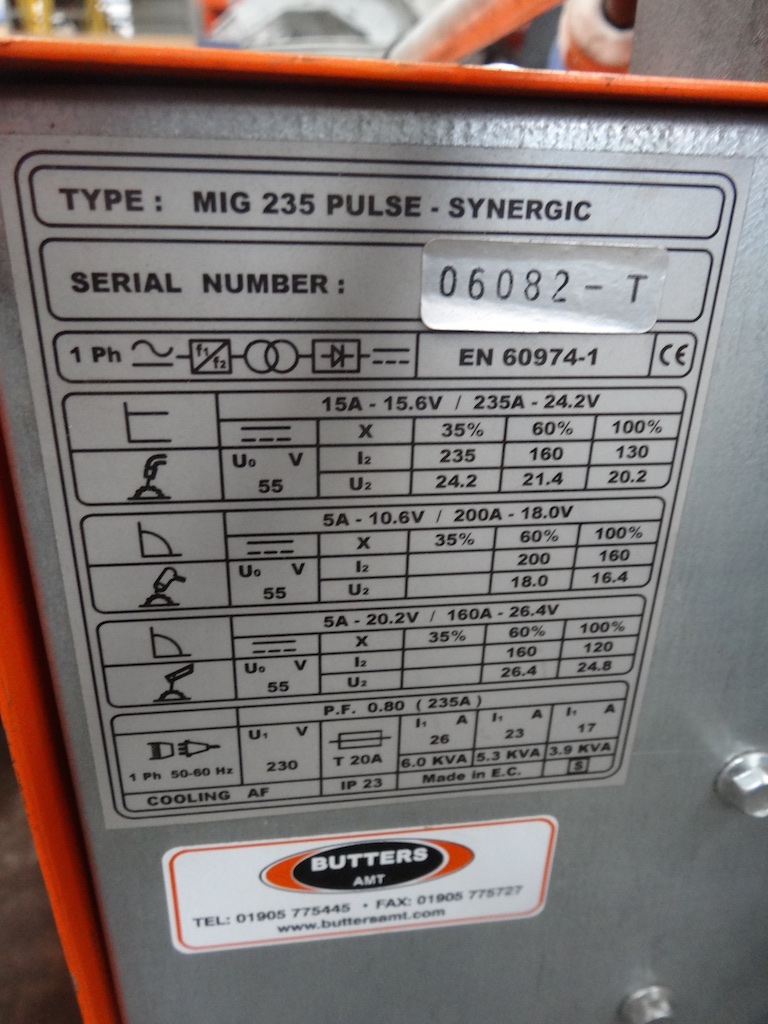 TYPE : MIG 235 PULSE - SYNERGIC
SERIAL NUMBER : 06082 - T
1 Ph f1 f2 EN 60974-1 CE
15A - 15.6V / 235A - 24.2V
X 35% 60% 100%
U0 V I2 235 160 130
55 U2 24.2 21.4 20.2
5A - 10.6V / 200A - 18.0V
X 35% 60% 100%
U0 V I2 200 160
55 U2 18.0 16.4
5A - 20.2V / 160A - 26.4V
X 35% 60% 100%
U0 V I2 160 120
55 U2 26.4 24.8
P.F. 0.80 ( 235A )
U1 V I1 A I1 A I1 A
26 23 17
1 Ph 50-60 Hz 230 T 20A 6.0 KVA 5.3 KVA 3.9 KVA
COOLING AF IP 23 Made in E.C. S
BUTTERS
AMT
TEL: 01905 775445 • FAX: 01905 775727
www.buttersamt.com